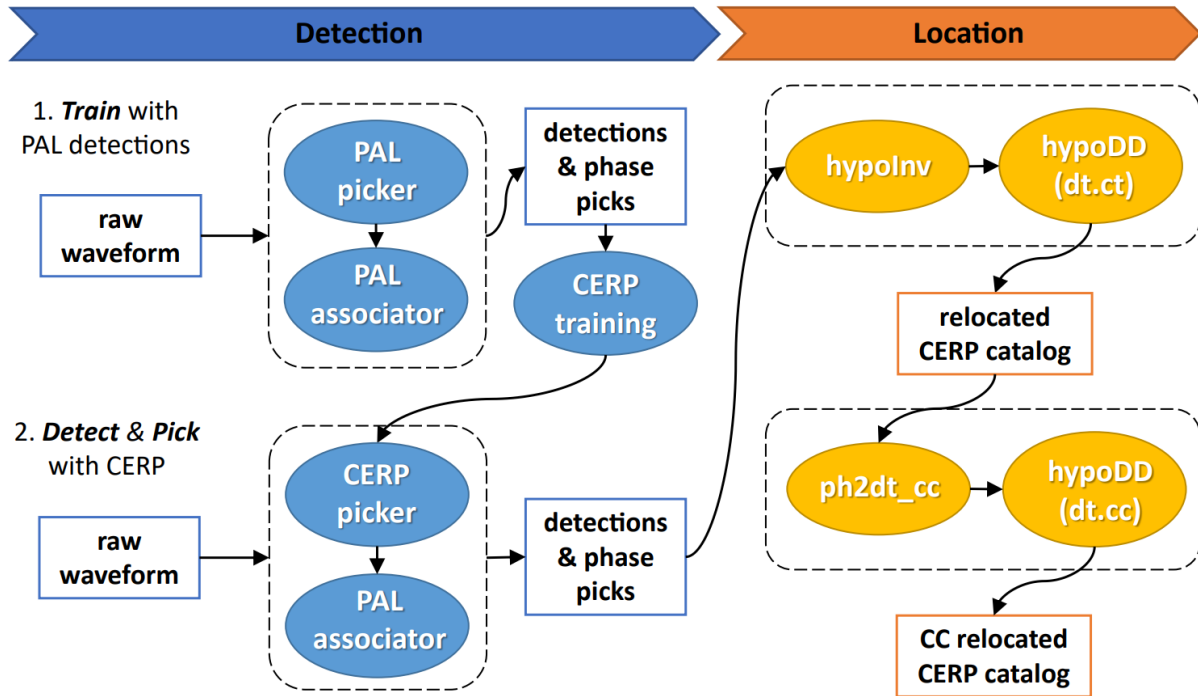 Detection
Location
1. Train with
PAL detections
raw
waveform
PAL
picker
PAL
associator
detections
& phase
picks
CERP
training
2. Detect & Pick
with CERP
raw
waveform
CERP
picker
PAL
associator
detections
& phase
picks
hypoInv
hypoDD
(dt.ct)
relocated
CERP catalog
ph2dt_cc
hypoDD
(dt.cc)
CC relocated
CERP catalog